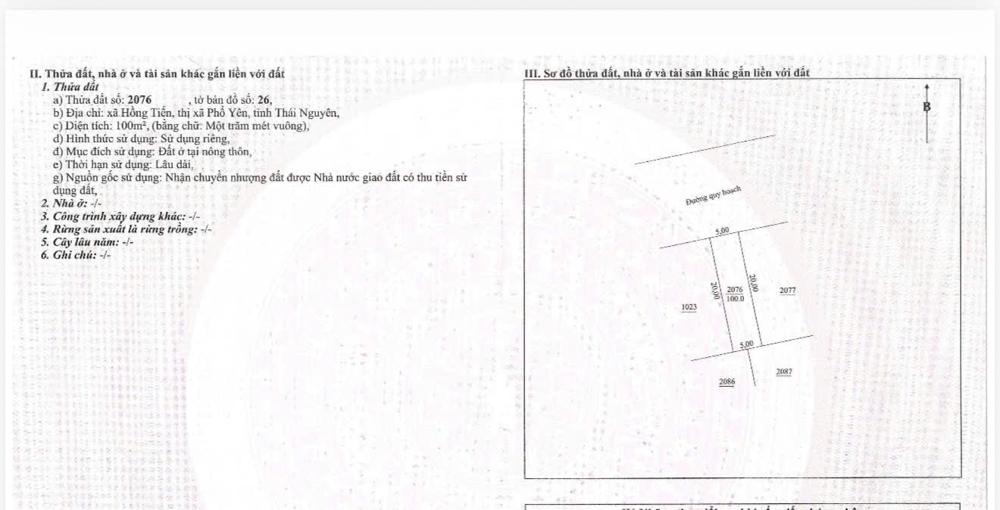 II. Thửa đất, nhà ở và tài sản khác gắn liền với đất
1. Thửa đất
a) Thửa đất số: 2076 , tờ bản đồ số: 26,
b) Địa chỉ: xã Hồng Tiến, thị xã Phổ Yên, tỉnh Thái Nguyên,
c) Diện tích: 100m², (bằng chữ: Một trăm mét vuông),
d) Hình thức sử dụng: Sử dụng riêng,
đ) Mục đích sử dụng: Đất ở tại nông thôn,
e) Thời hạn sử dụng: Lâu dài,
g) Nguồn gốc sử dụng: Nhận chuyển nhượng đất được Nhà nước giao đất có thu tiền sử
dụng đất,
2. Nhà ở: -/-
3. Công trình xây dựng khác: -/-
4. Rừng sản xuất là rừng trồng: -/-
5. Cây lâu năm: -/-
6. Ghi chú: -/-
III. Sơ đồ thửa đất, nhà ở và tài sản khác gắn liền với đất
B
Đường quy hoạch
5,00
20,00
20,00
2076
100.0
2077
1023
5,00
2086
2087